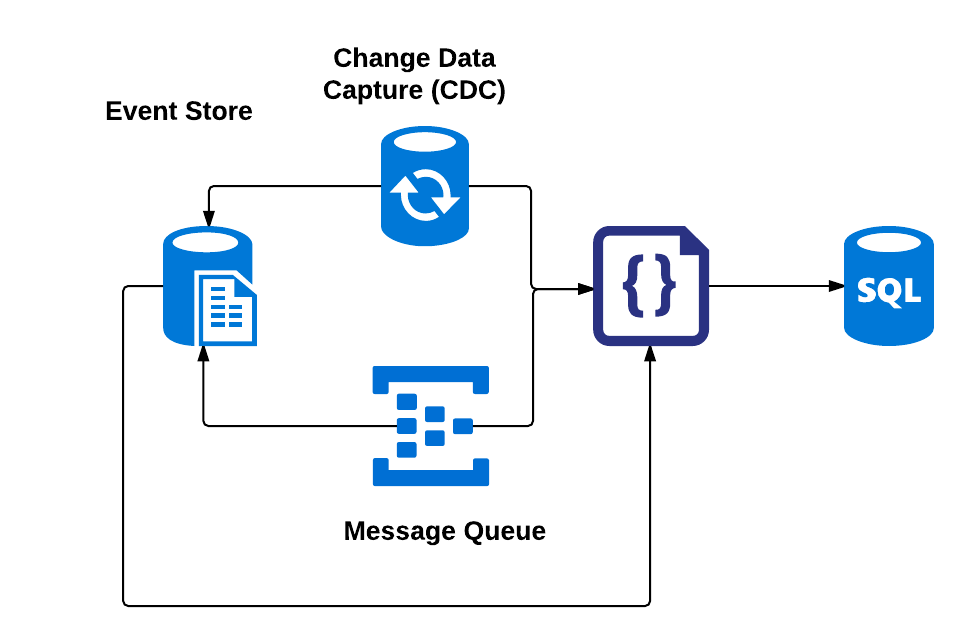 Change Data
Capture (CDC)
Event Store
{}
SQL
Message Queue